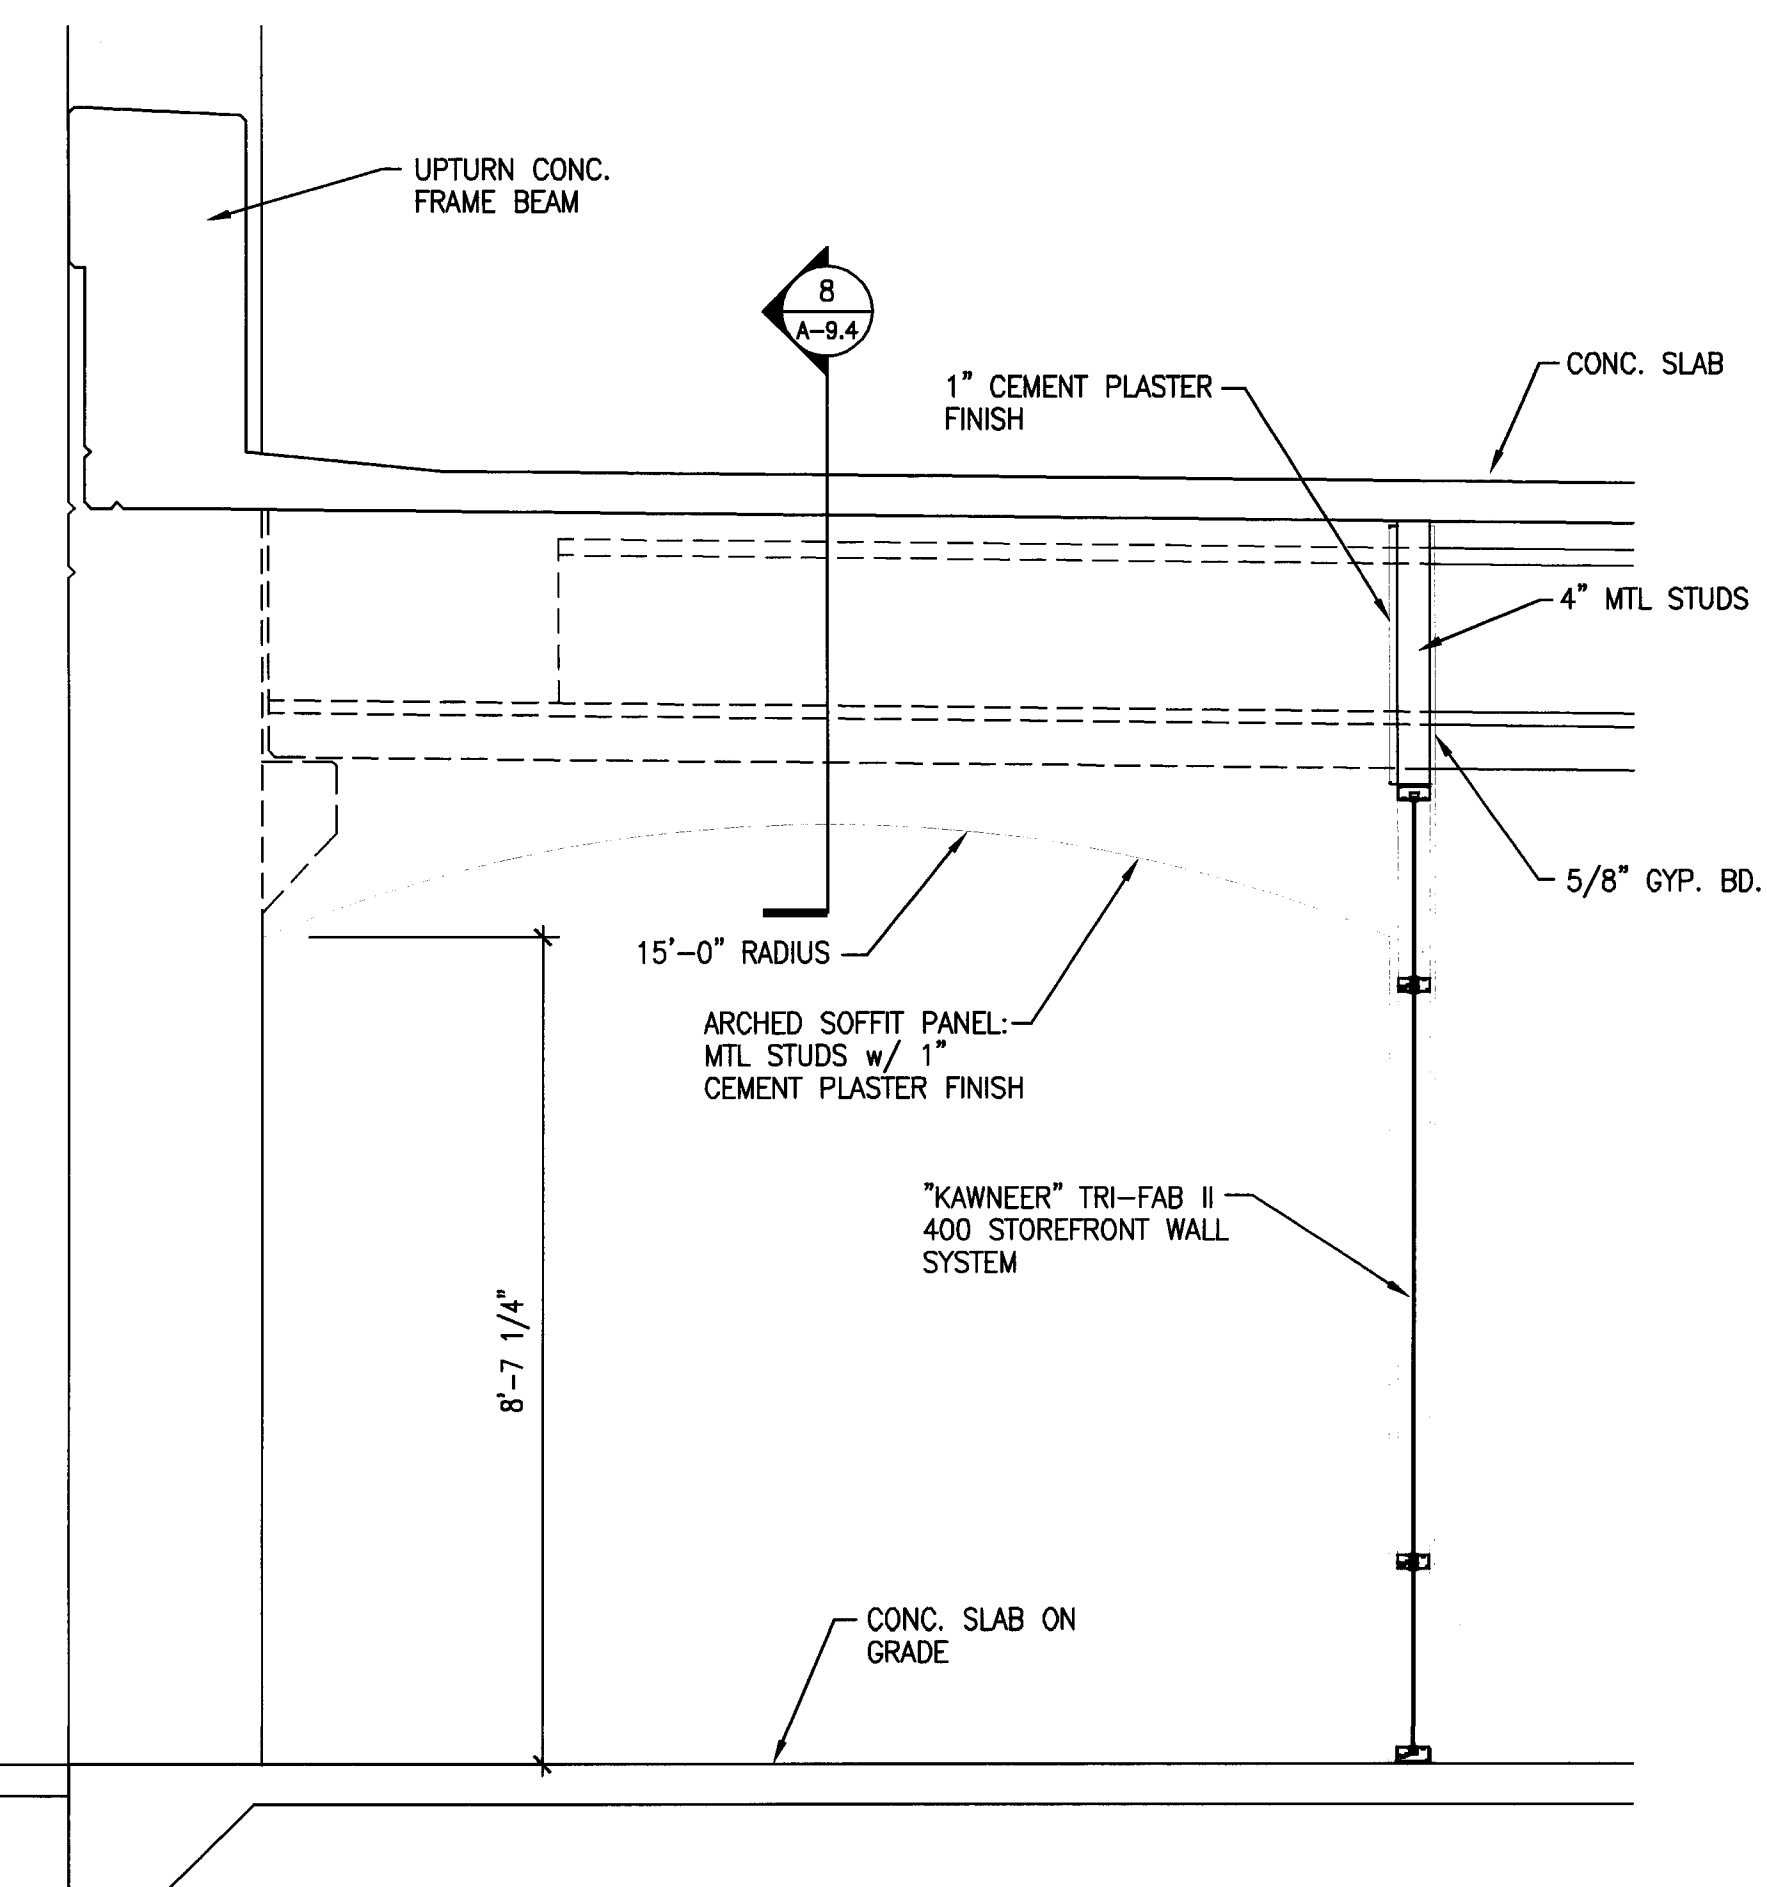 UPTURN CONC.
FRAME BEAM
8
A-9.4
CONC. SLAB
1" CEMENT PLASTER
FINISH
4" MTL STUDS
5/8" GYP. BD.
15'-0" RADIUS
ARCHED SOFFIT PANEL:
MTL STUDS w/ 1"
CEMENT PLASTER FINISH
"KAWNEER" TRI-FAB II
400 STOREFRONT WALL
SYSTEM
8'-7 1/4"
CONC. SLAB ON
GRADE